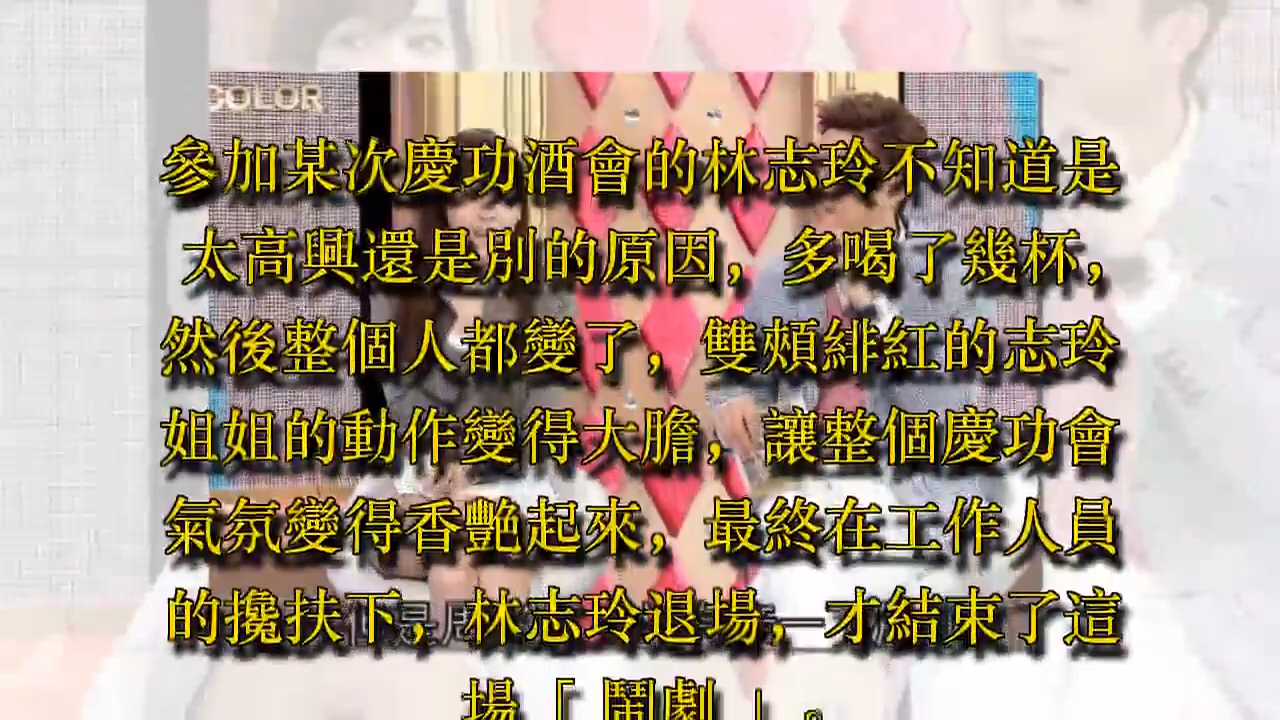 COLOR
參加某次慶功酒會的林志玲不知道是
太高興還是別的原因，多喝了幾杯，
然後整個人都變了，雙頰緋紅的志玲
姐姐的動作變得大膽，讓整個慶功會
氣氛變得香艷起來，最終在工作人員
的攙扶下，林志玲退場，才結束了這
場「鬧劇」。